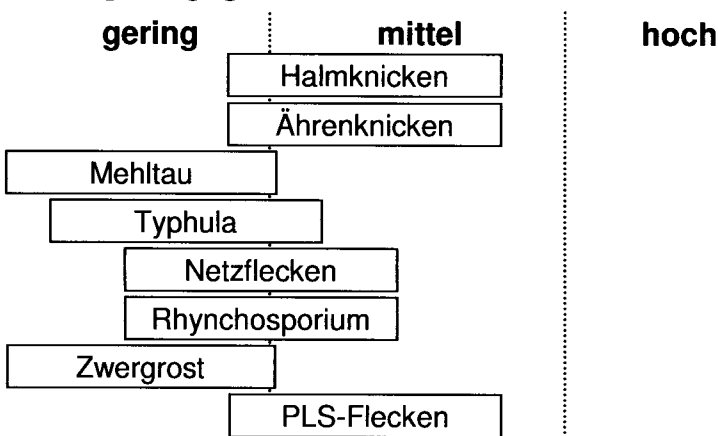 gering mittel hoch
Halmknicken
Ährenknicken
Mehltau
Typhula
Netzflecken
Rhynchosporium
Zwergrost
PLS-Flecken